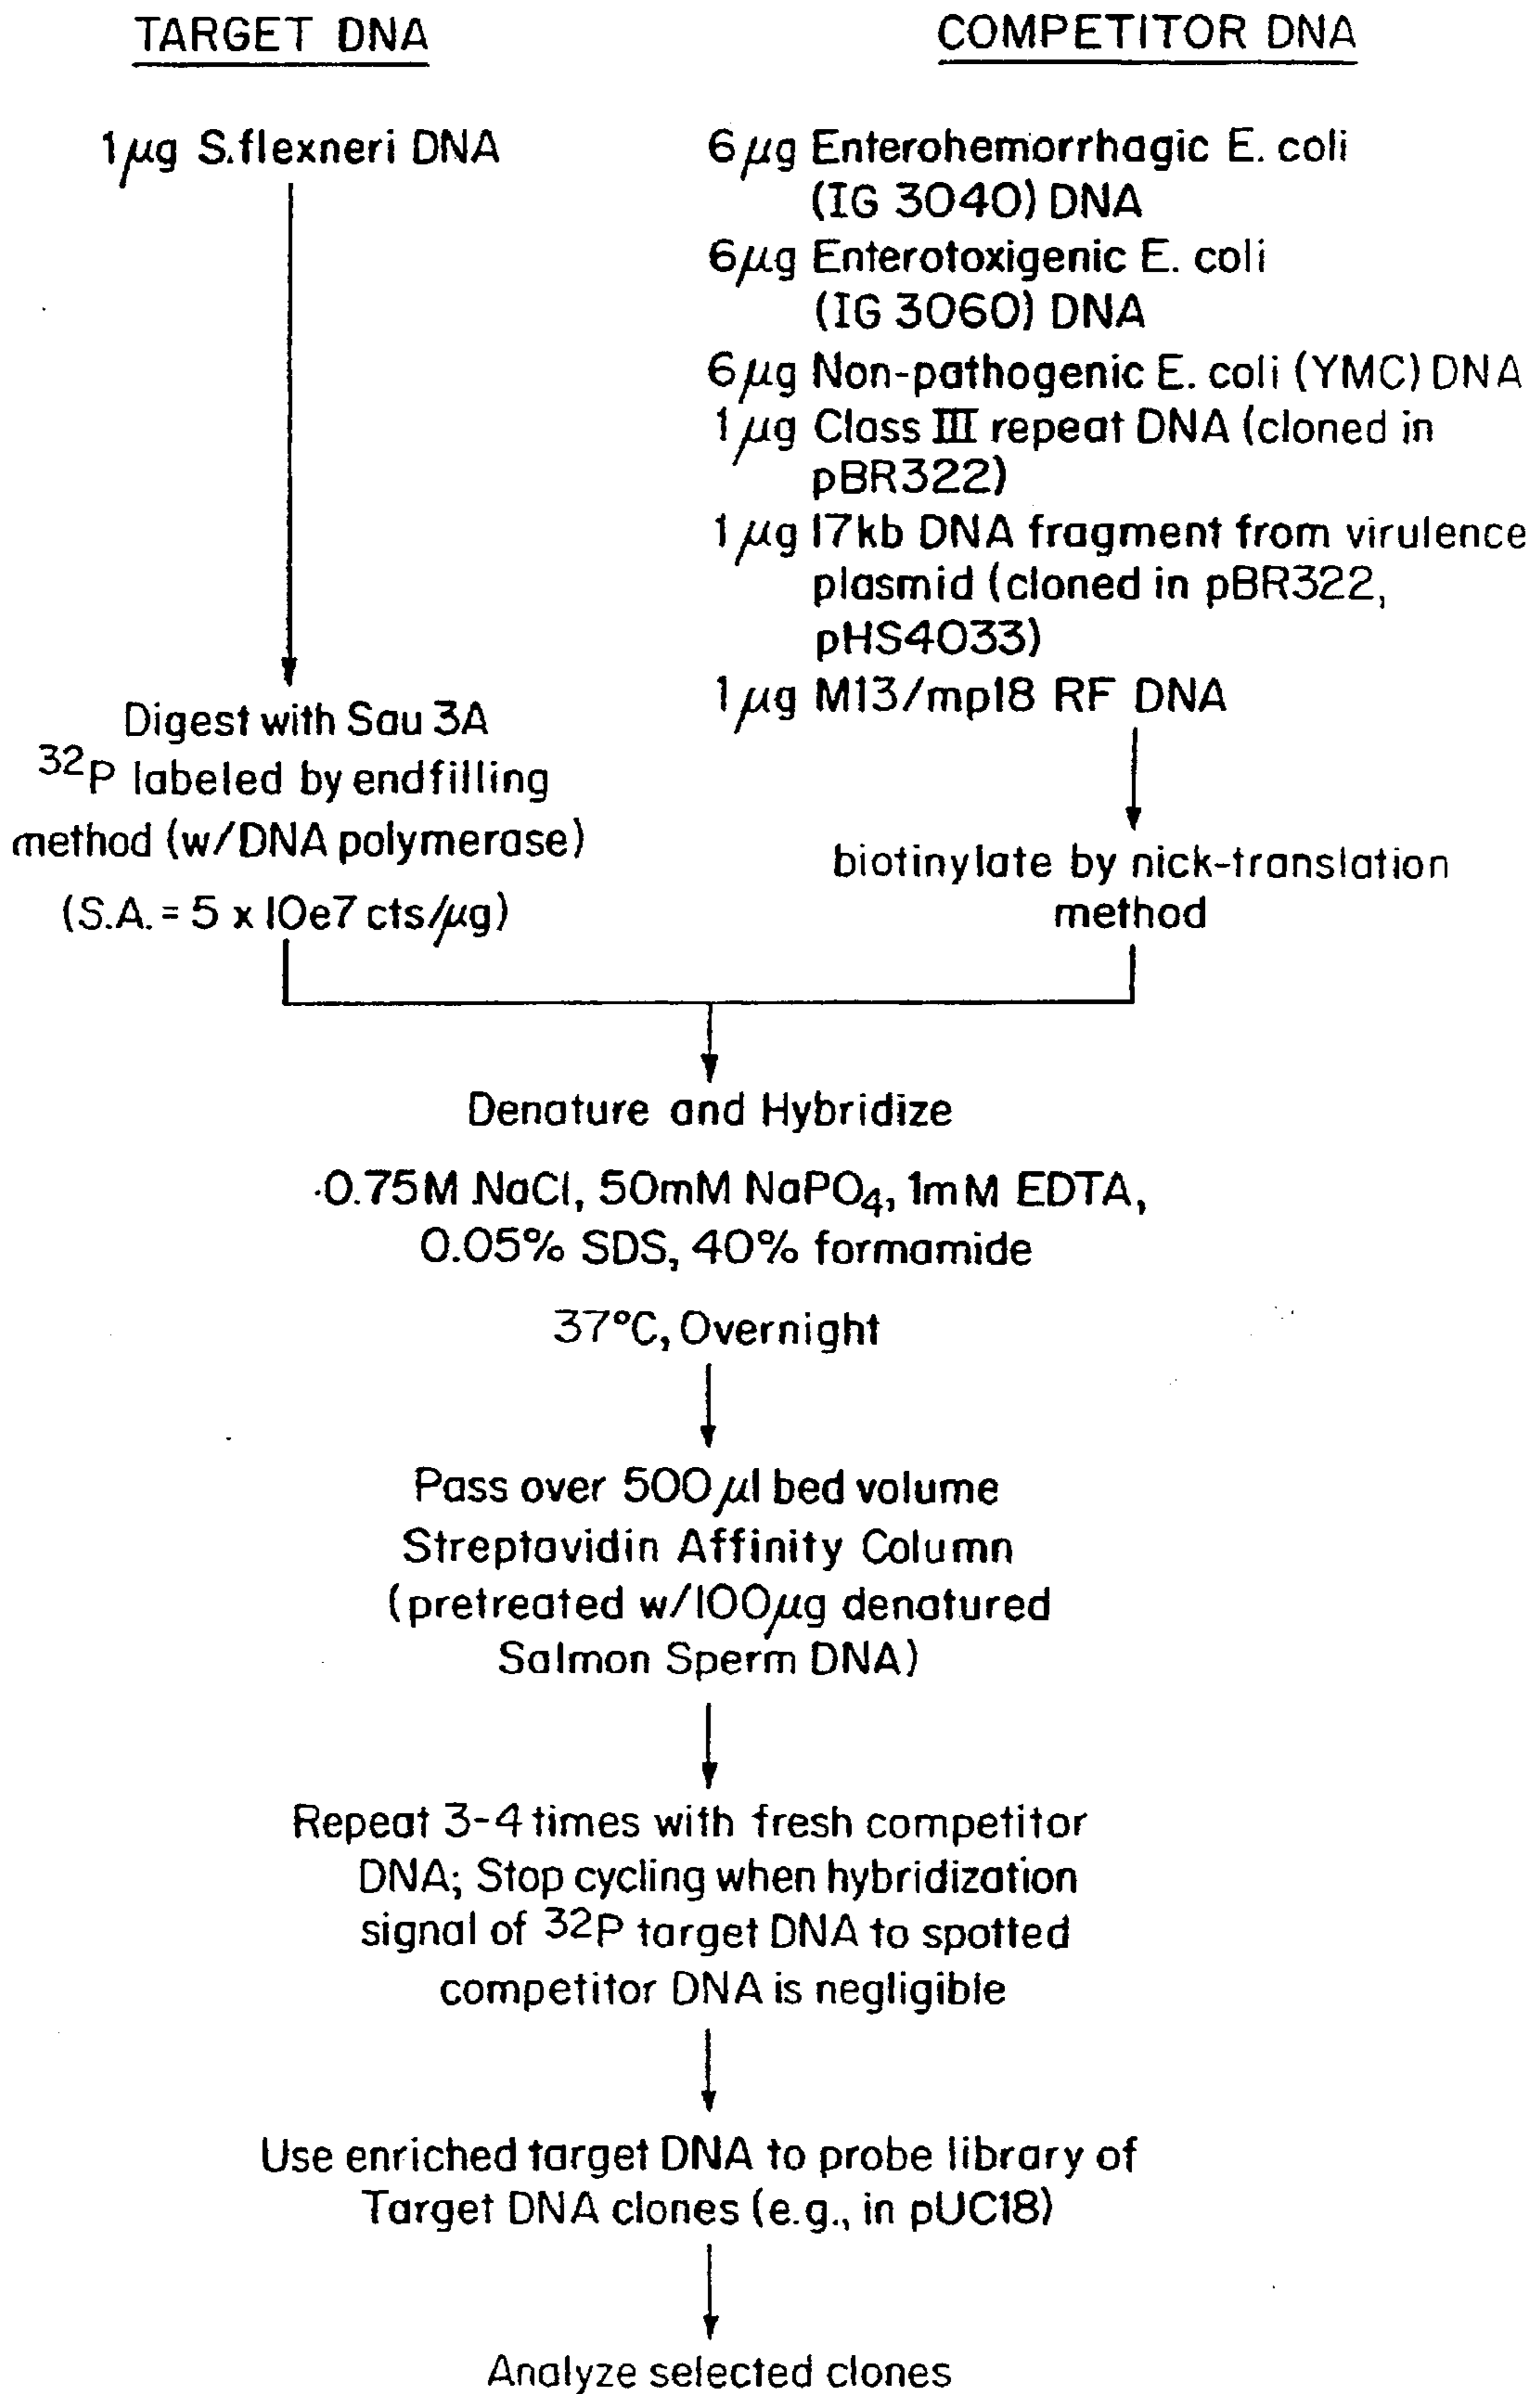 TARGET DNA
1μg S.flexneri DNA
Digest with Sau 3A
32P labeled by endfilling
method (w/DNA polymerase)
(S.A. = 5 x 10e7 cts/μg)
COMPETITOR DNA
6μg Enterohemorrhagic E. coli
(IG 3040) DNA
6μg Enterotoxigenic E. coli
(IG 3060) DNA
6μg Non-pathogenic E. coli (YMC) DNA
1μg Class III repeat DNA (cloned in
pBR322)
1μg 17kb DNA fragment from virulence
plasmid (cloned in pBR322,
pHS4033)
1μg M13/mp18 RF DNA
biotinylate by nick-translation
method
Denature and Hybridize
0.75M NaCl, 50mM NaPO4, 1mM EDTA,
0.05% SDS, 40% formamide
37°C, Overnight
Pass over 500μl bed volume
Streptavidin Affinity Column
(pretreated w/100μg denatured
Salmon Sperm DNA)
Repeat 3-4 times with fresh competitor
DNA; Stop cycling when hybridization
signal of 32P target DNA to spotted
competitor DNA is negligible
Use enriched target DNA to probe library of
Target DNA clones (e.g., in pUC18)
Analyze selected clones